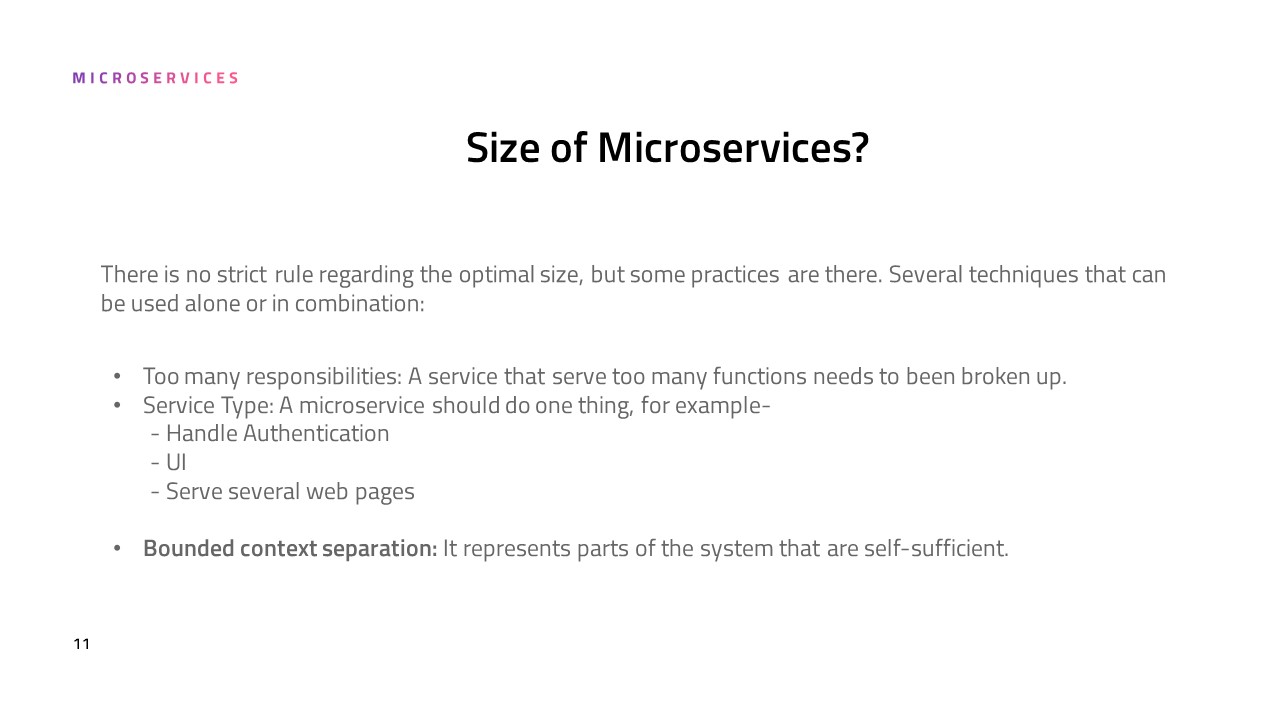 MICROSERVICES
Size of Microservices?
There is no strict rule regarding the optimal size, but some practices are there. Several techniques that can
be used alone or in combination:
• Too many responsibilities: A service that serve too many functions needs to been broken up.
• Service Type: A microservice should do one thing, for example-
- Handle Authentication
- UI
- Serve several web pages
• Bounded context separation: It represents parts of the system that are self-sufficient.
11